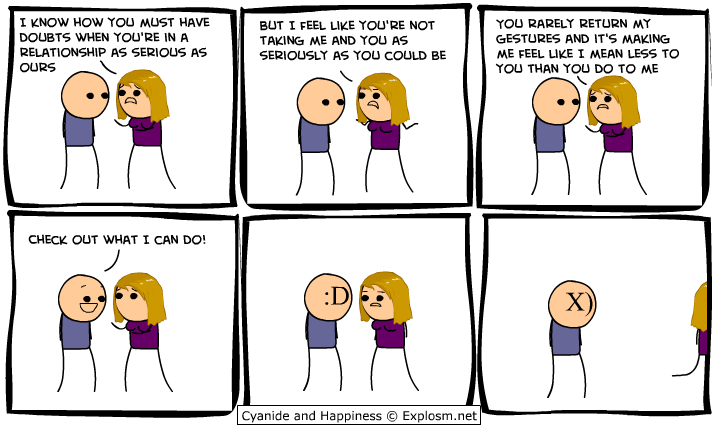 I KNOW HOW YOU MUST HAVE
DOUBTS WHEN YOU'RE IN A
RELATIONSHIP AS SERIOUS AS
OURS
BUT I FEEL LIKE YOU'RE NOT
TAKING ME AND YOU AS
SERIOUSLY AS YOU COULD BE
YOU RARELY RETURN MY
GESTURES AND IT'S MAKING
ME FEEL LIKE I MEAN LESS TO
YOU THAN YOU DO TO ME
CHECK OUT WHAT I CAN DO!
:D
X)
Cyanide and Happiness © Explosm.net